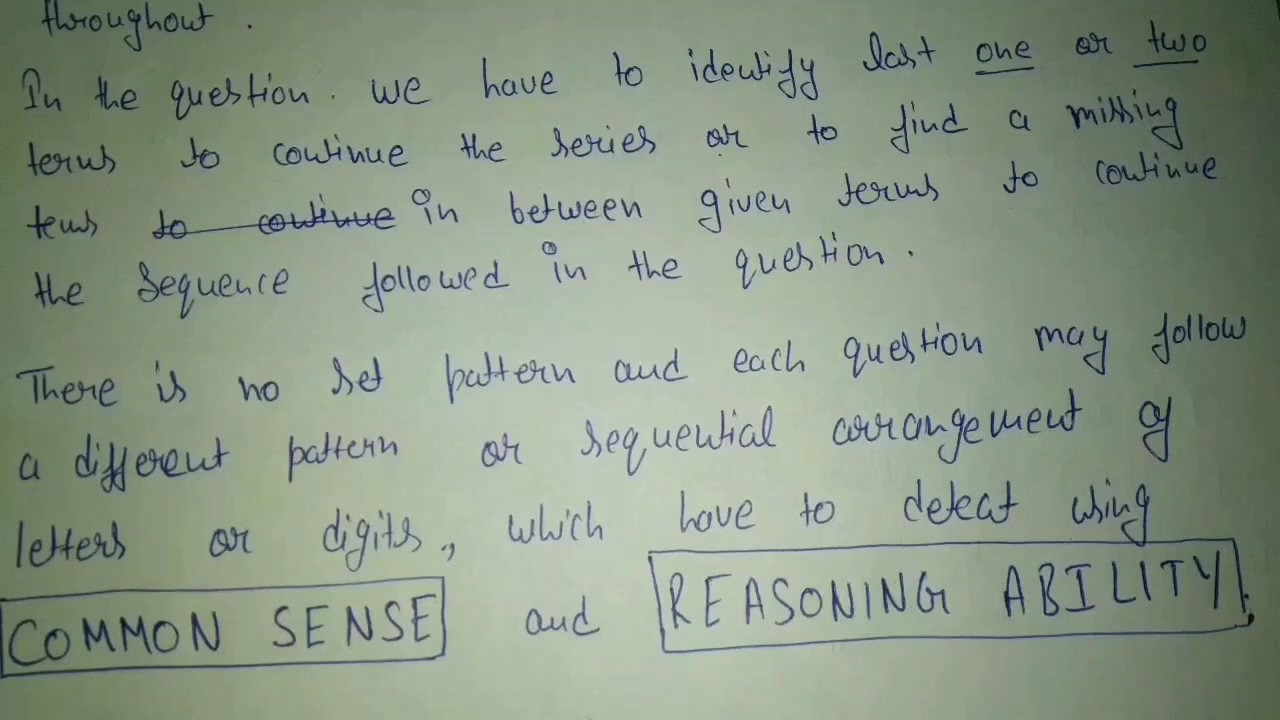 throughout.
In the question. we have to identify last one or two
terms to continue the series or to find a missing
tems to continue in between given terms to continue
the Sequence followed in the question.
There is no set pattern and each question may follow
a different pattern or sequential arrangement of
letters or digits, which have to deteat using
COMMON SENSE and REASONING ABILITY.